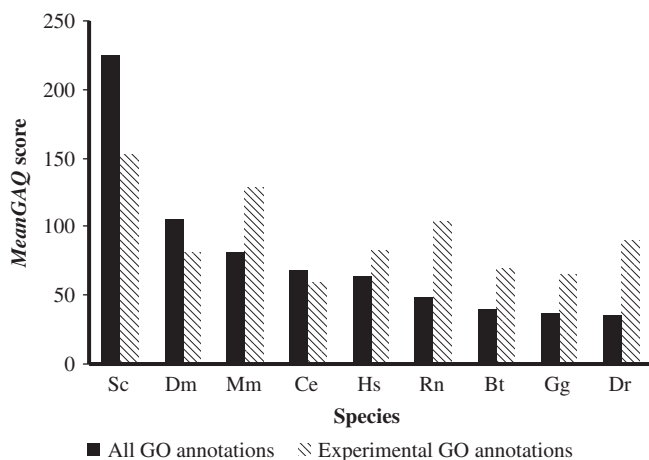 250
200
150
100
50
0
MeanGAQ score
Sc Dm Mm Ce Hs Rn Bt Gg Dr
Species
All GO annotations Experimental GO annotations